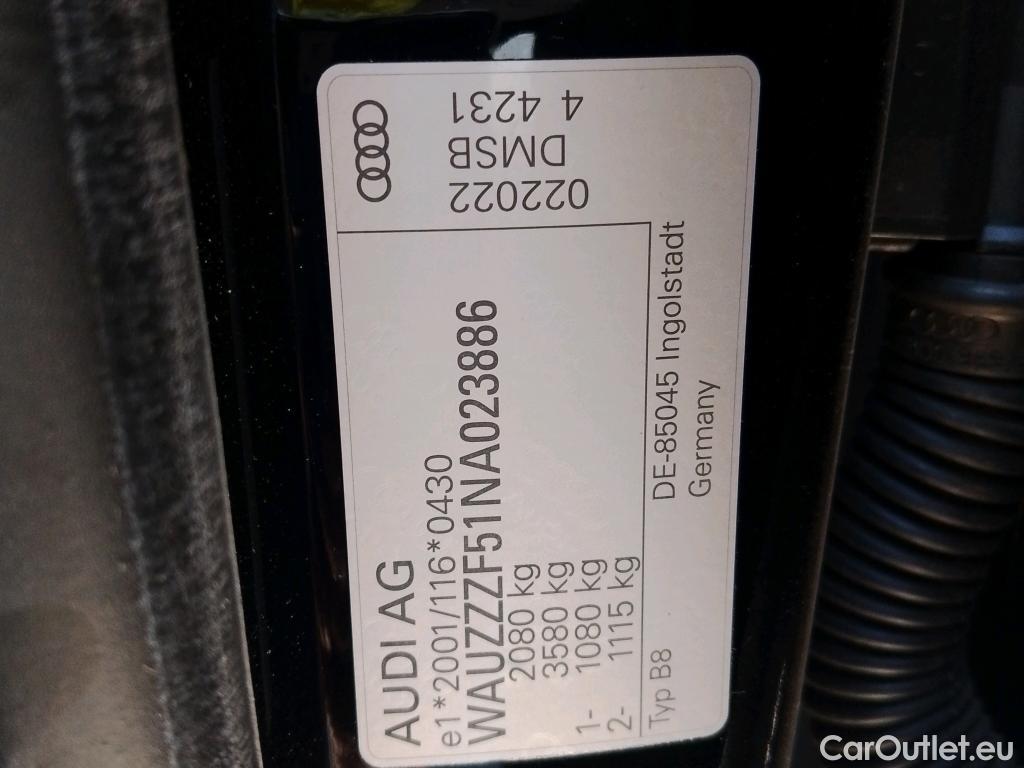 AUDI AG
e1*2001/116*0430
WAUZZZF51NA023886
2080 kg
3580 kg
1- 1080 kg
2- 1115 kg
Typ B8
DE-85045 Ingolstadt
Germany
022022
DMSB
4 4231
CarOutlet.eu